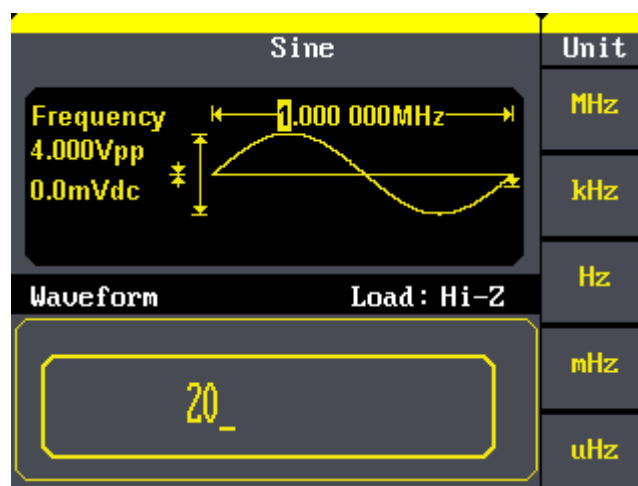 Sine
Unit
Frequency 1.000 000MHz
4.000Vpp
0.0mVdc
MHz
kHz
Hz
mHz
uHz
Waveform Load: Hi-Z
20_